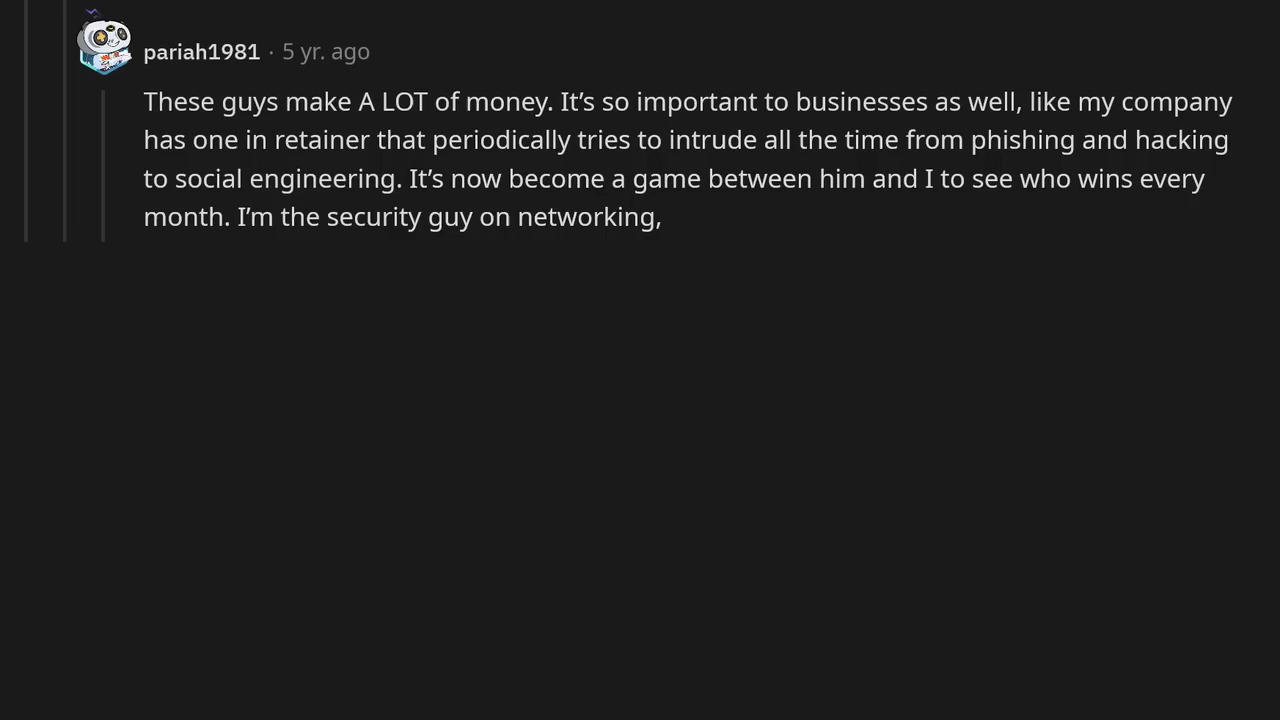 pariah1981 · 5 yr. ago
These guys make A LOT of money. It’s so important to businesses as well, like my company
has one in retainer that periodically tries to intrude all the time from phishing and hacking
to social engineering. It’s now become a game between him and I to see who wins every
month. I’m the security guy on networking,